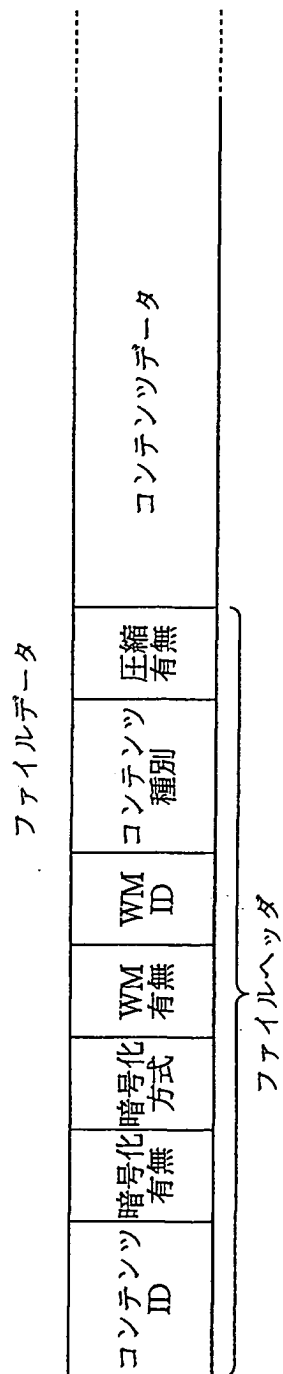 ファイルデータ
コンテンツ
ID
暗号化
有無
暗号化
方式
WM
有無
WM
ID
コンテンツ
種別
圧縮
有無
コンテンツデータ
ファイルヘッダ